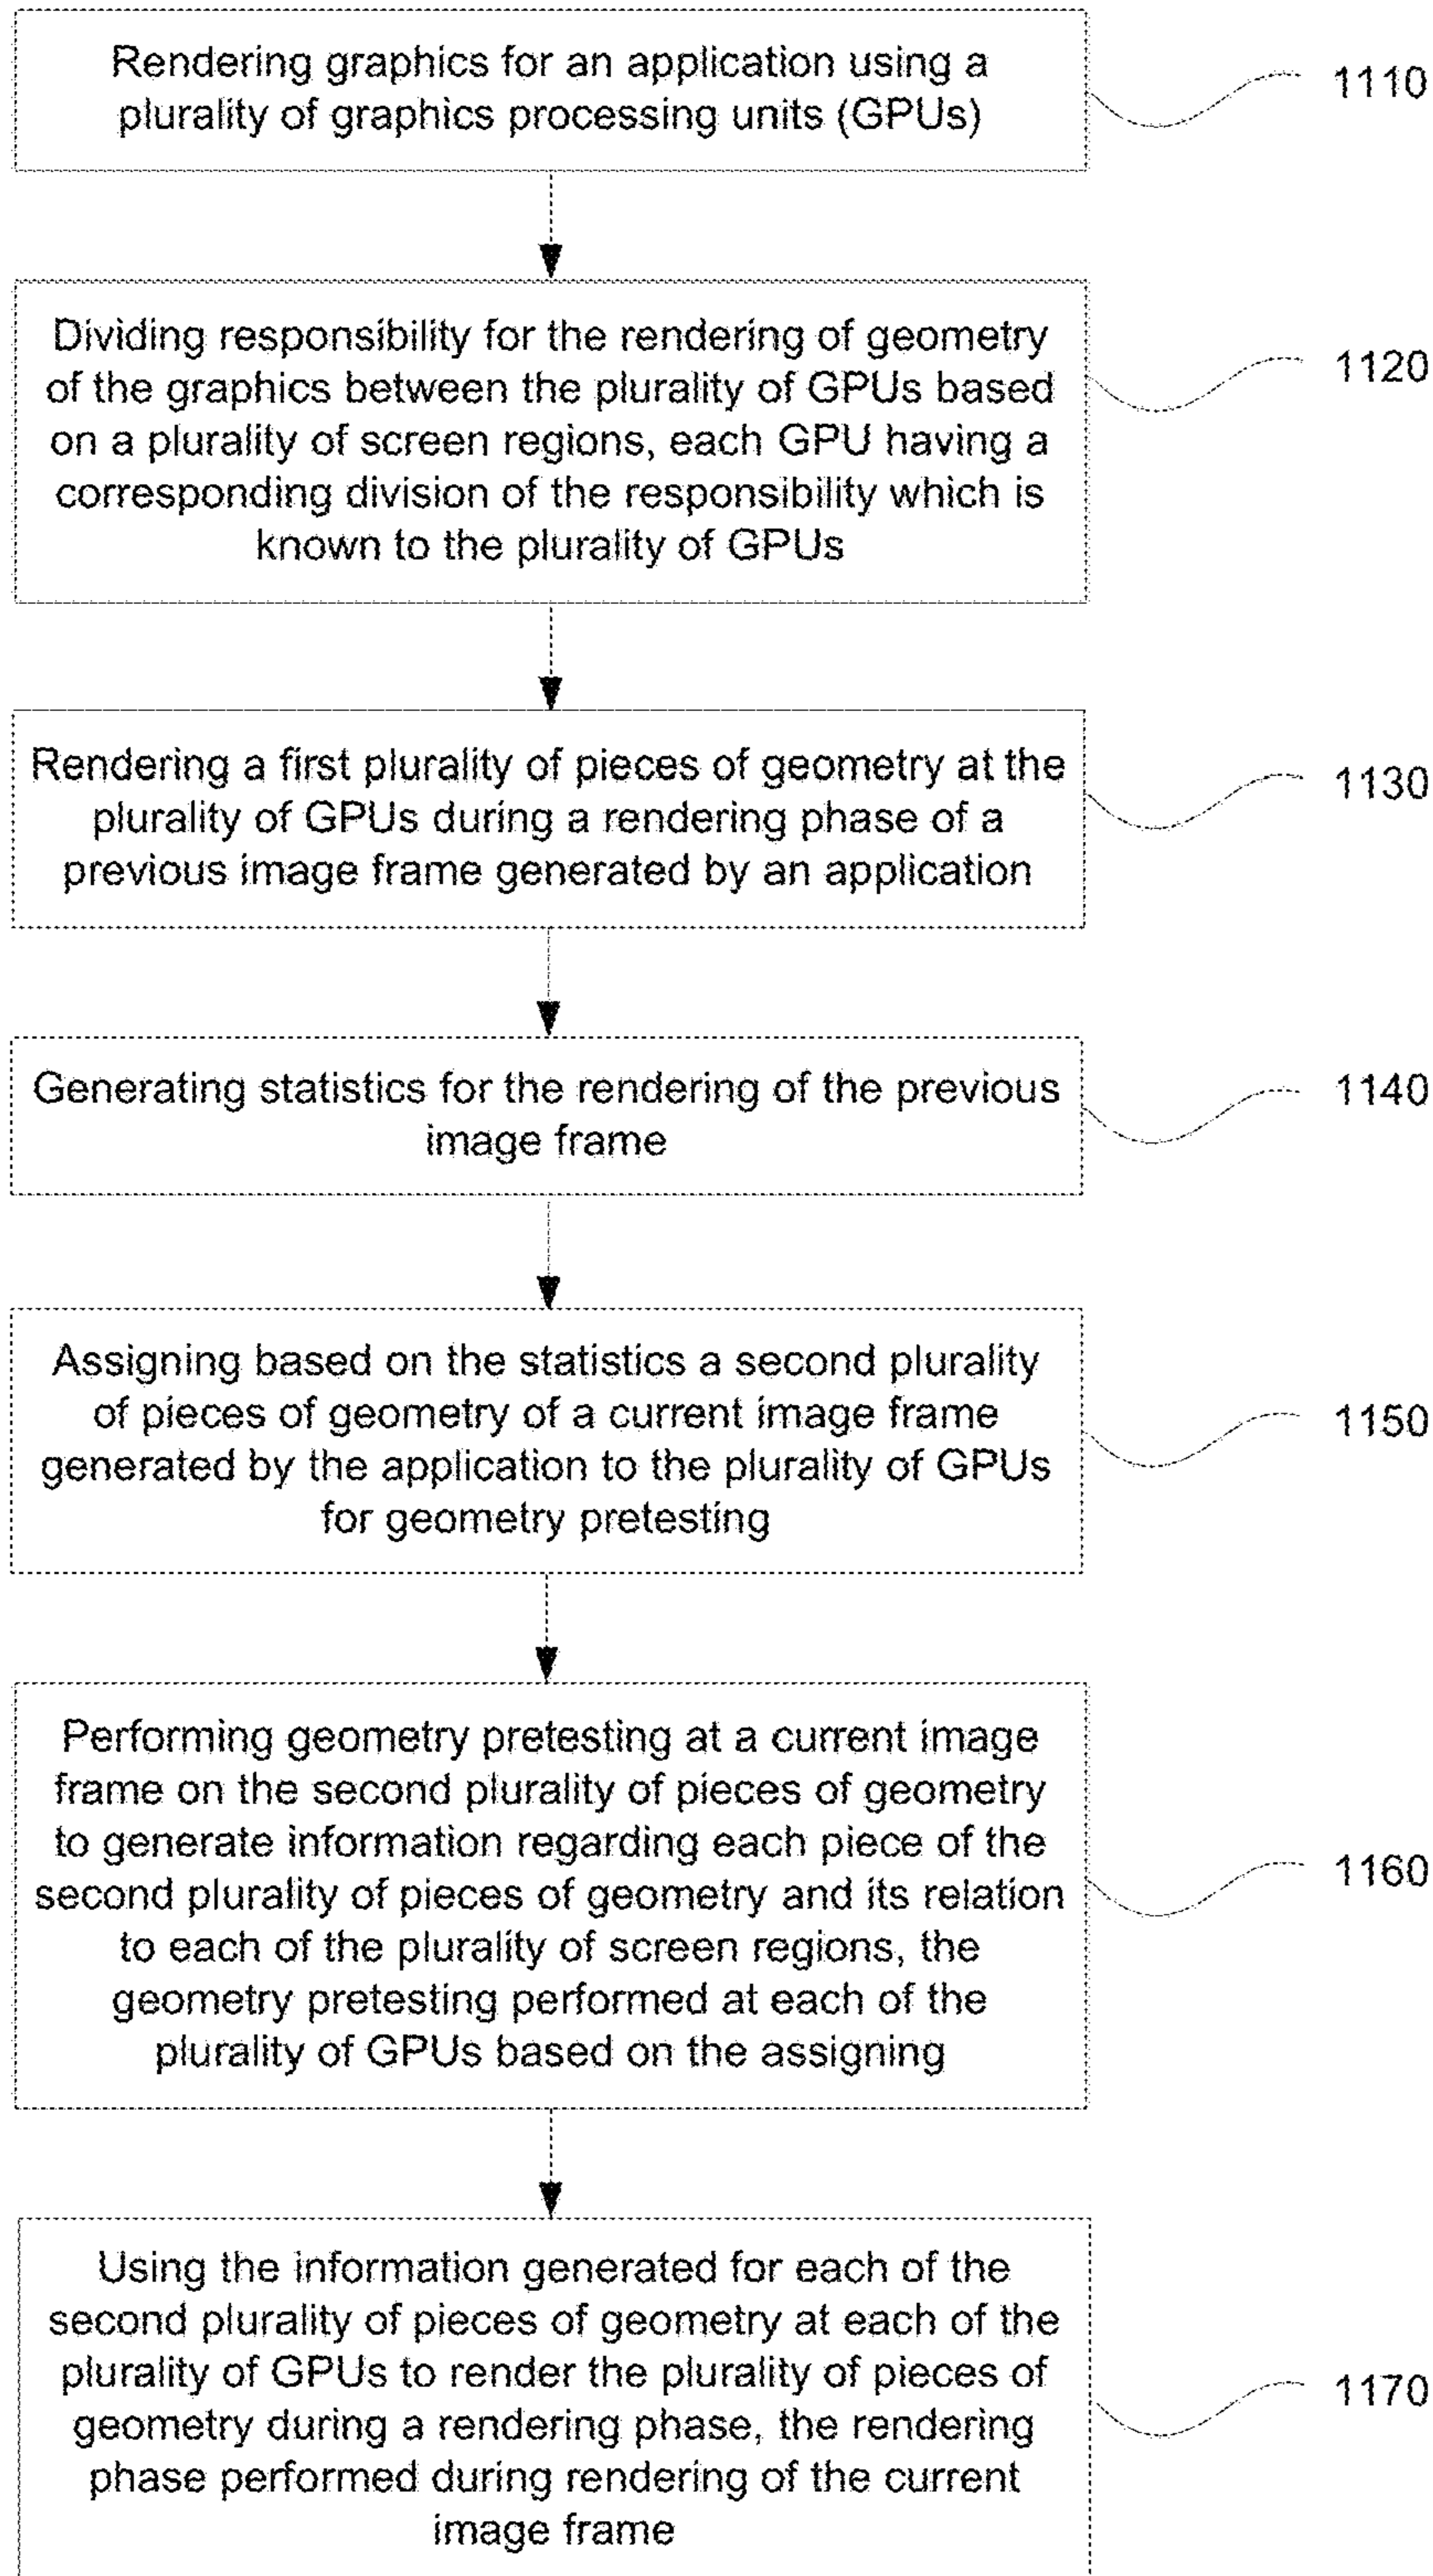 Rendering graphics for an application using a
plurality of graphics processing units (GPUs)
1110
Dividing responsibility for the rendering of geometry
of the graphics between the plurality of GPUs based
on a plurality of screen regions, each GPU having a
corresponding division of the responsibility which is
known to the plurality of GPUs
1120
Rendering a first plurality of pieces of geometry at the
plurality of GPUs during a rendering phase of a
previous image frame generated by an application
1130
Generating statistics for the rendering of the previous
image frame
1140
Assigning based on the statistics a second plurality
of pieces of geometry of a current image frame
generated by the application to the plurality of GPUs
for geometry pretesting
1150
Performing geometry pretesting at a current image
frame on the second plurality of pieces of geometry
to generate information regarding each piece of the
second plurality of pieces of geometry and its relation
to each of the plurality of screen regions, the
geometry pretesting performed at each of the
plurality of GPUs based on the assigning
1160
Using the information generated for each of the
second plurality of pieces of geometry at each of the
plurality of GPUs to render the plurality of pieces of
geometry during a rendering phase, the rendering
phase performed during rendering of the current
image frame
1170